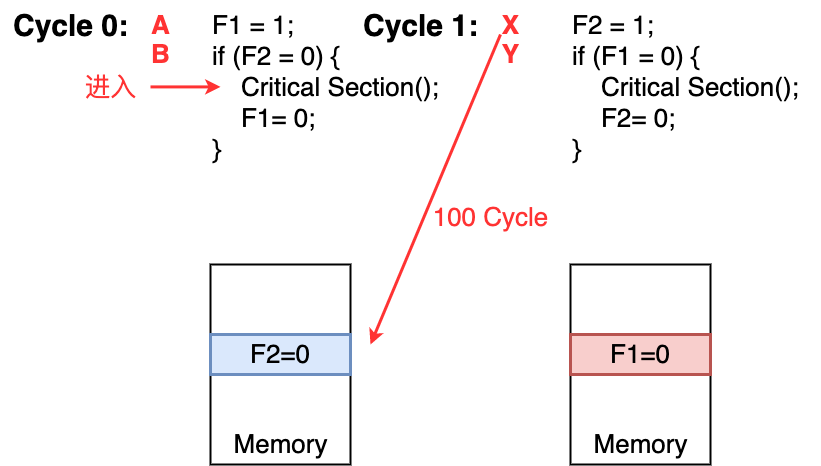 Cycle 0: A F1 = 1;
B if (F2 = 0) {
进入 Critical Section();
F1= 0;
}
Cycle 1: X F2 = 1;
Y if (F1 = 0) {
Critical Section();
F2= 0;
}
100 Cycle
F2=0
Memory
F1=0
Memory